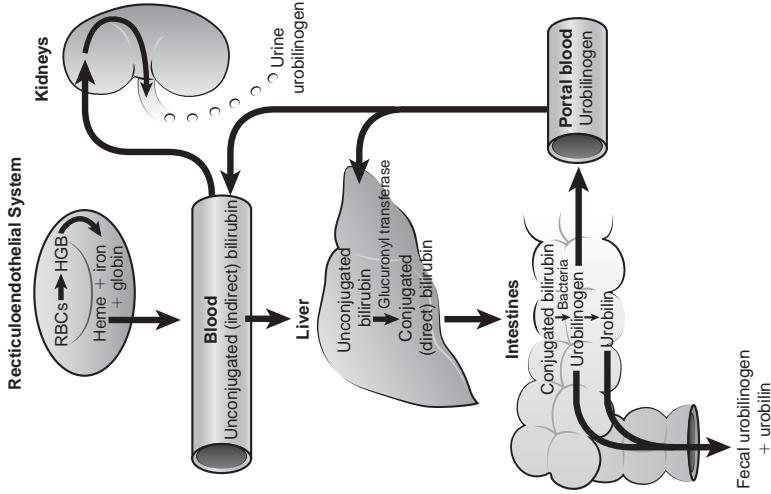 Recticuloendothelial System
RBCs HGB
Heme + iron
+ globin
Kidneys
Urine
urobilinogen
Blood
Unconjugated (indirect) bilirubin
Liver
Unconjugated
bilirubin
Glucuronyl transferase
Conjugated
(direct) bilirubin
Portal blood
Urobilinogen
Intestines
Conjugated bilirubin
Bacteria
Urobilinogen
Urobilin
Fecal urobilinogen
+ urobilin